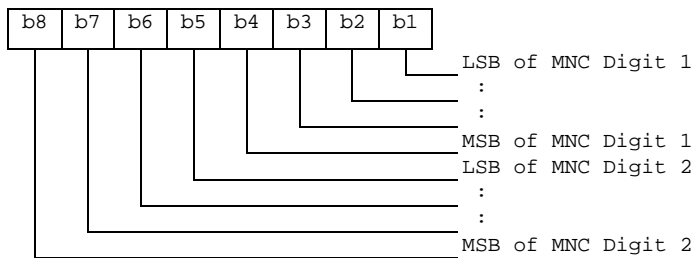 b8 b7 b6 b5 b4 b3 b2 b1
LSB of MNC Digit 1
:
:
MSB of MNC Digit 1
LSB of MNC Digit 2
:
:
MSB of MNC Digit 2